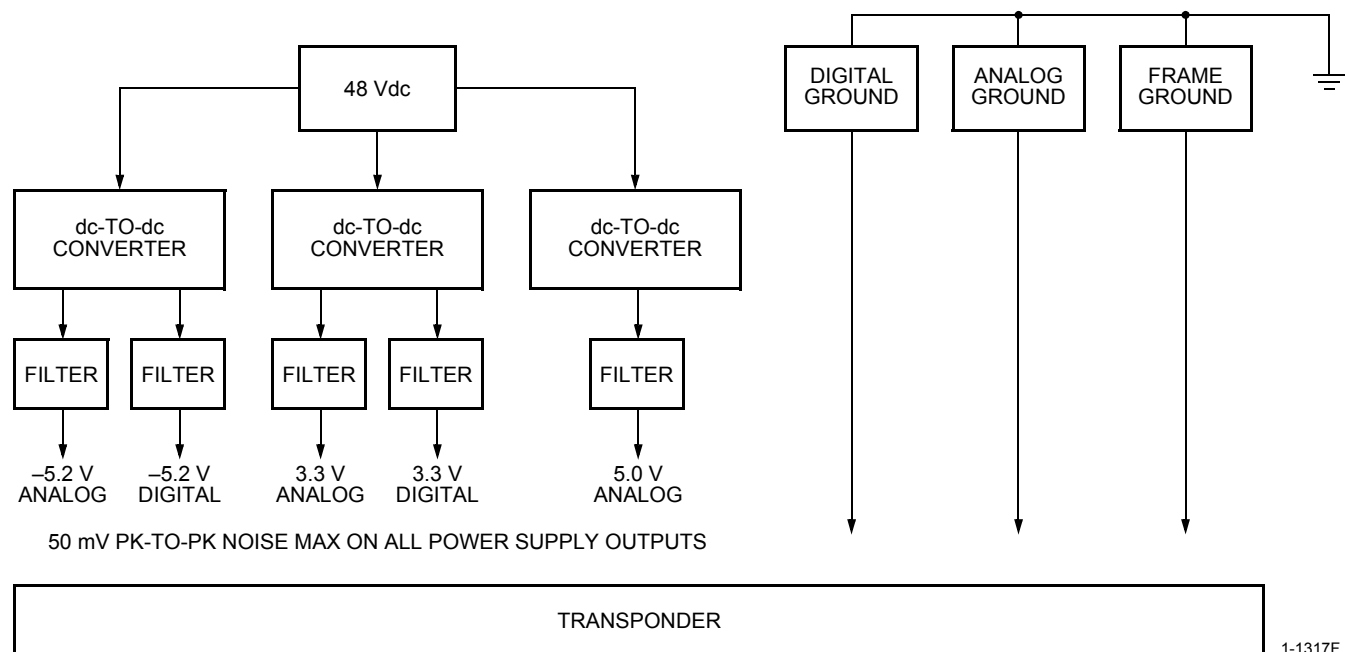 48 Vdc
DIGITAL
GROUND
ANALOG
GROUND
FRAME
GROUND
dc-TO-dc
CONVERTER
dc-TO-dc
CONVERTER
dc-TO-dc
CONVERTER
FILTER
FILTER
FILTER
FILTER
FILTER
–5.2 V
ANALOG
–5.2 V
DIGITAL
3.3 V
ANALOG
3.3 V
DIGITAL
5.0 V
ANALOG
50 mV PK-TO-PK NOISE MAX ON ALL POWER SUPPLY OUTPUTS
TRANSPONDER
1-1317F